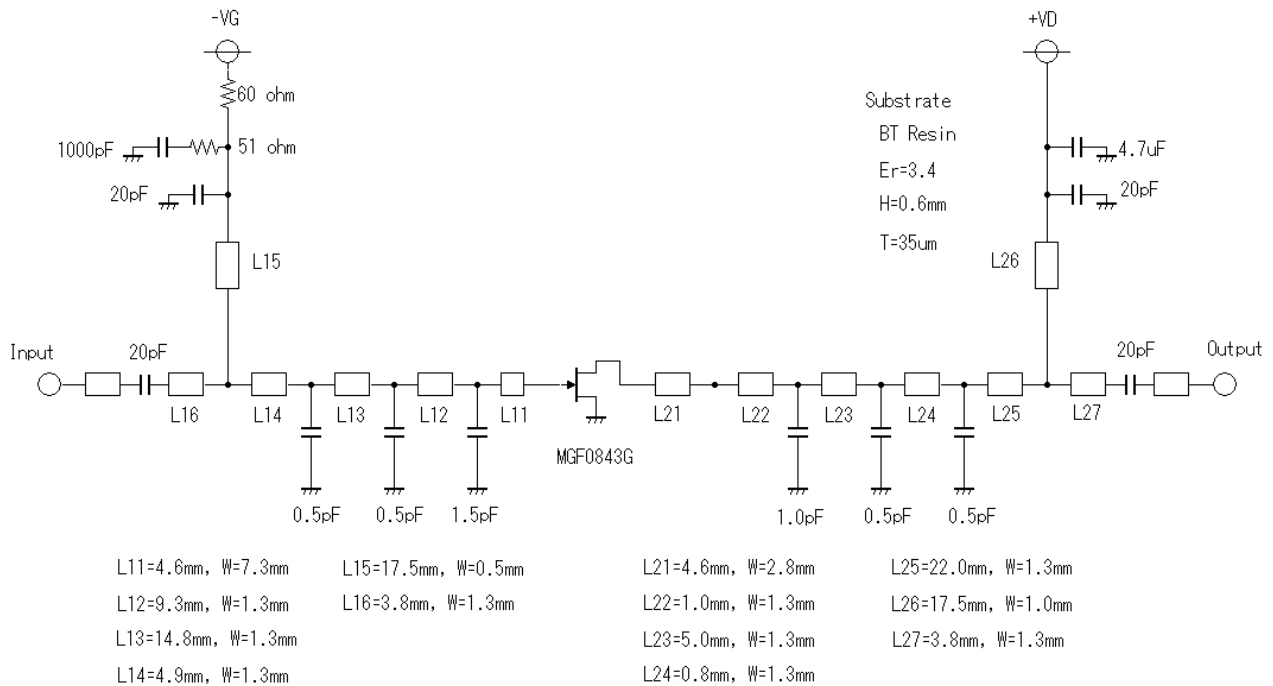 -VG
+VD
60 ohm
Substrate
BT Resin
Er=3.4
H=0.6mm
T=35um
1000pF
51 ohm
4.7uF
20pF
20pF
L15
L26
Input
20pF
20pF
Output
L16
L14
L13
L12
L11
L21
L22
L23
L24
L25
L27
MGF0843G
0.5pF
0.5pF
1.5pF
1.0pF
0.5pF
0.5pF
L11=4.6mm, W=7.3mm
L12=9.3mm, W=1.3mm
L13=14.8mm, W=1.3mm
L14=4.9mm, W=1.3mm
L15=17.5mm, W=0.5mm
L16=3.8mm, W=1.3mm
L21=4.6mm, W=2.8mm
L22=1.0mm, W=1.3mm
L23=5.0mm, W=1.3mm
L24=0.8mm, W=1.3mm
L25=22.0mm, W=1.3mm
L26=17.5mm, W=1.0mm
L27=3.8mm, W=1.3mm